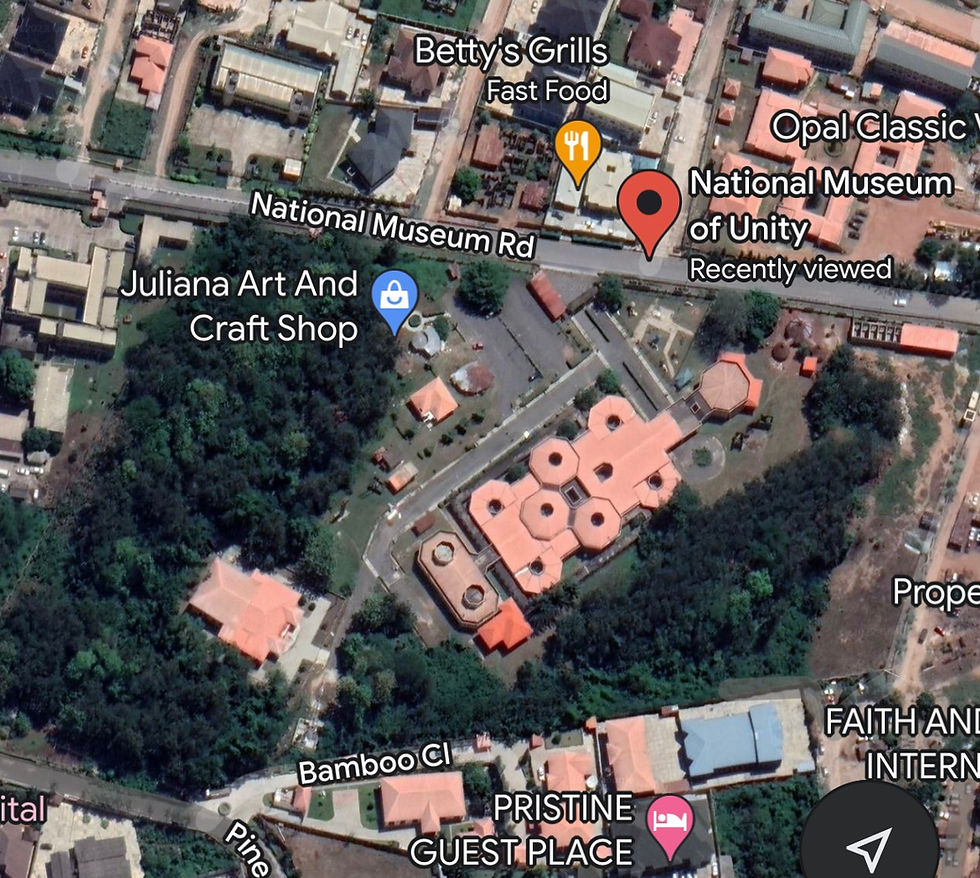 Betty's Grills
Fast Food
Opal Classic
National Museum
of Unity
Recently viewed
National Museum Rd
Juliana Art And
Craft Shop
Prope
FAITH AND
INTERN
Bamboo Cl
ital
PRISTINE
GUEST PLACE
Pine